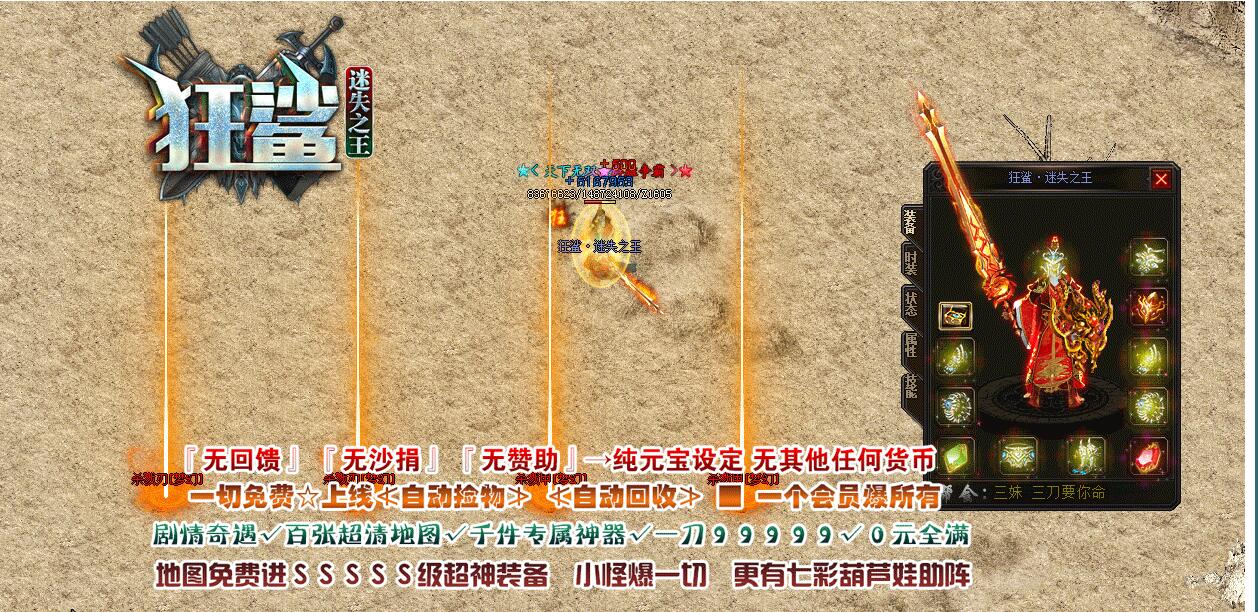 狂鲨
迷失之王
+500
狂鲨·迷失之王
狂鲨·迷失之王
装备
时装
状态
属性
技能
三妹 三刀要你命
『无回馈』『无沙捐』『无赞助』→纯元宝设定 无其他任何货币
一切免费☆上线≮自动捡物≯ ≮自动回收≯ ■ 一个会员爆所有
剧情奇遇✓百张超清地图✓千件专属神器✓一刀99999✓0元全满
地图免费进SSSSS级超神装备 小怪爆一切 更有七彩葫芦娃助阵